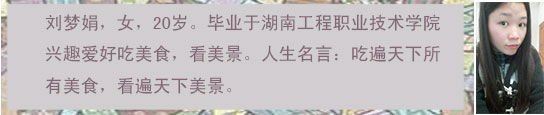 刘梦娟，女，20岁。毕业于湖南工程职业技术学院
兴趣爱好吃美食，看美景。人生名言：吃遍天下所
有美食，看遍天下美景。